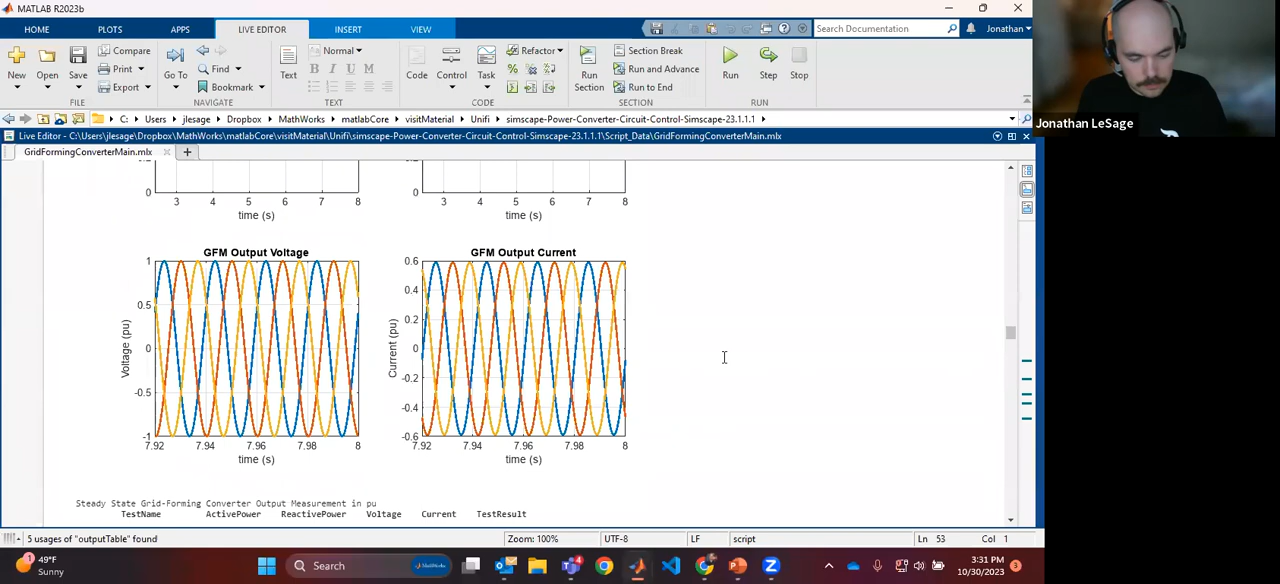 MATLAB R2023b
HOME PLOTS APPS LIVE EDITOR INSERT VIEW Search Documentation Jonathan
New Open Save Compare Print Export Go To Find Bookmark Text Normal B I U M Code Control Task Refactor Run Section Section Break Run and Advance Run to End Run Step Stop
FILE NAVIGATE TEXT CODE SECTION RUN
C: Users jlesage Dropbox MathWorks matlabCore visitMaterial Unifi simscape-Power-Converter-Circuit-Control-Simscape-23.1.1.1
Jonathan LeSage
Live Editor - C:\Users\jlesage\Dropbox\MathWorks\matlabCore\visitMaterial\Unifi\simscape-Power-Converter-Circuit-Control-Simscape-23.1.1.1\Script_Data\GridFormingConverterMain.mlx
GridFormingConverterMain.mlx
0 0
3 4 5 6 7 8 3 4 5 6 7 8
time (s) time (s)
GFM Output Voltage GFM Output Current
1 0.5 0 -0.5 -1
Voltage (pu)
0.6 0.4 0.2 0 -0.2 -0.4 -0.6
Current (pu)
7.92 7.94 7.96 7.98 8 7.92 7.94 7.96 7.98 8
time (s) time (s)
Steady State Grid-Forming Converter Output Measurement in pu
TestName ActivePower ReactivePower Voltage Current TestResult
5 usages of "outputTable" found Zoom: 100% UTF-8 LF script Ln 53 Col 1
1 49°F
Sunny
Search MathWorks 4
3:31 PM
10/30/2023 3